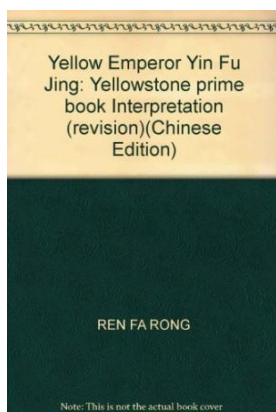 Yellow Emperor Yin Fu
Jing: Yellowstone prime
book Interpretation
(revision)(Chinese
Edition)
REN FA RONG
Note: This is not the actual book cover